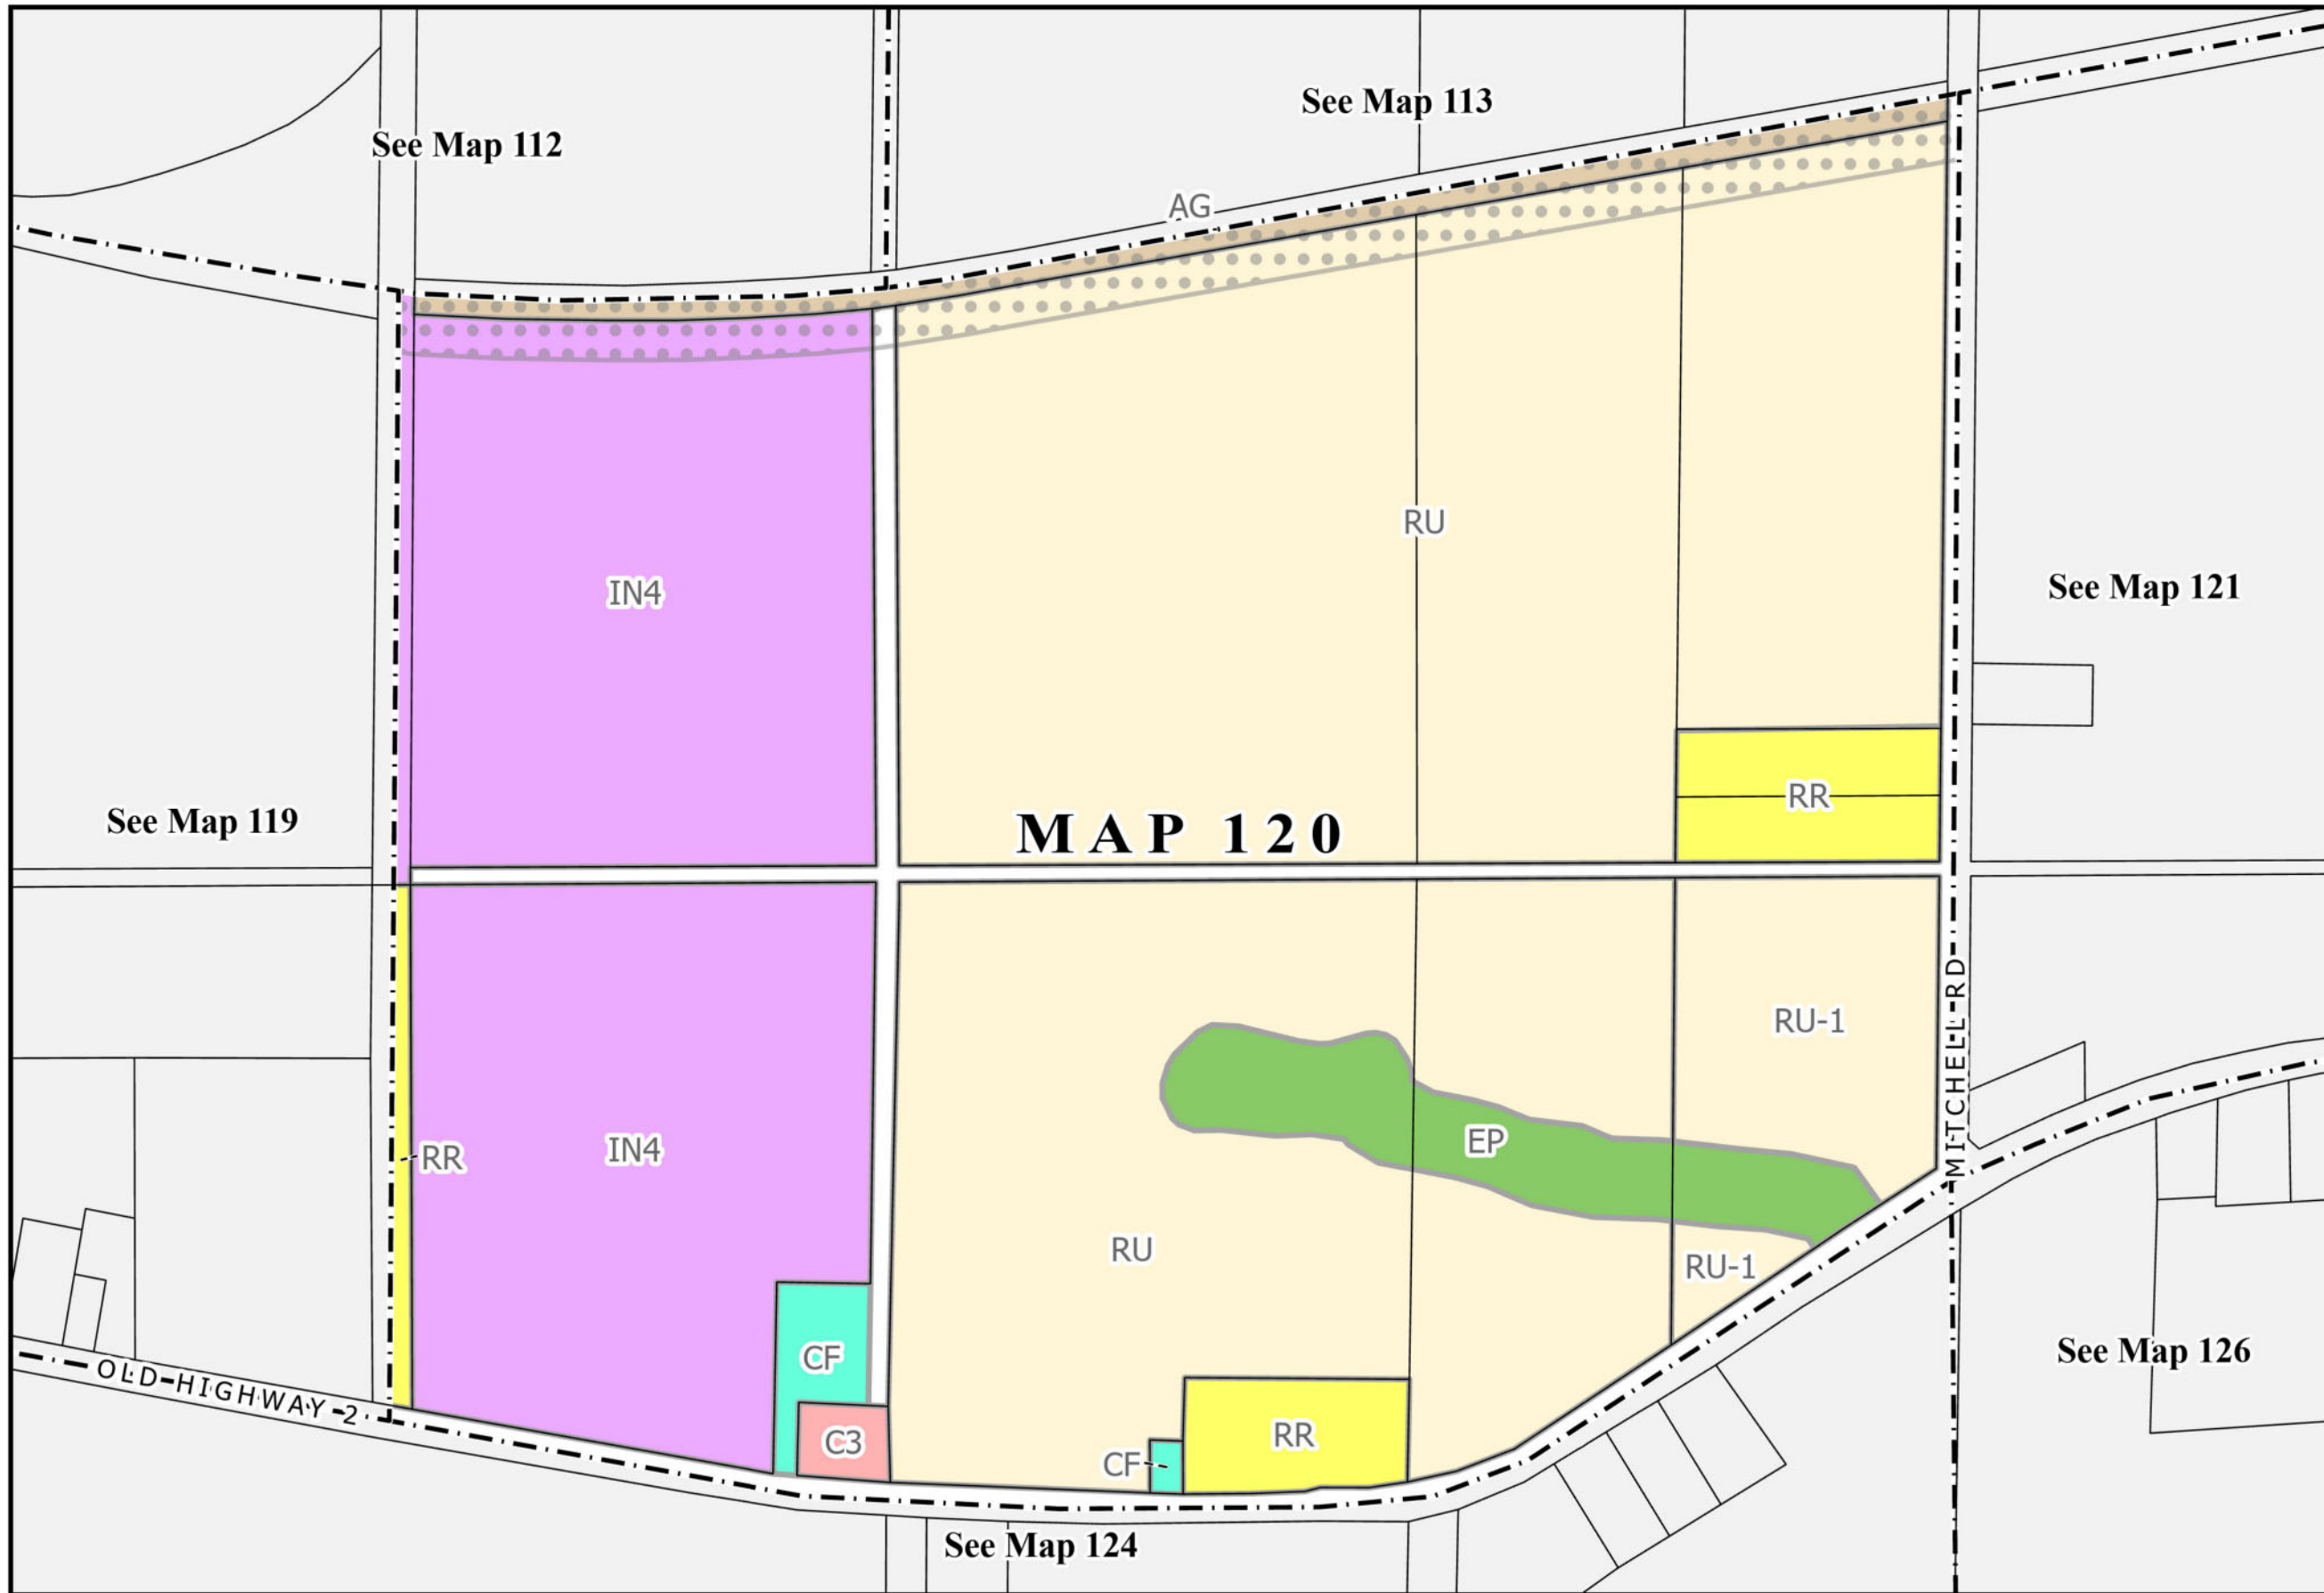 See Map 113
See Map 112
AG
RU
IN4
See Map 121
RR
See Map 119
MAP 120
MITCHELL RD
RU-1
EP
RR
IN4
RU
RU-1
CF
See Map 126
OLD HIGHWAY 2
C3
RR
CF
See Map 124